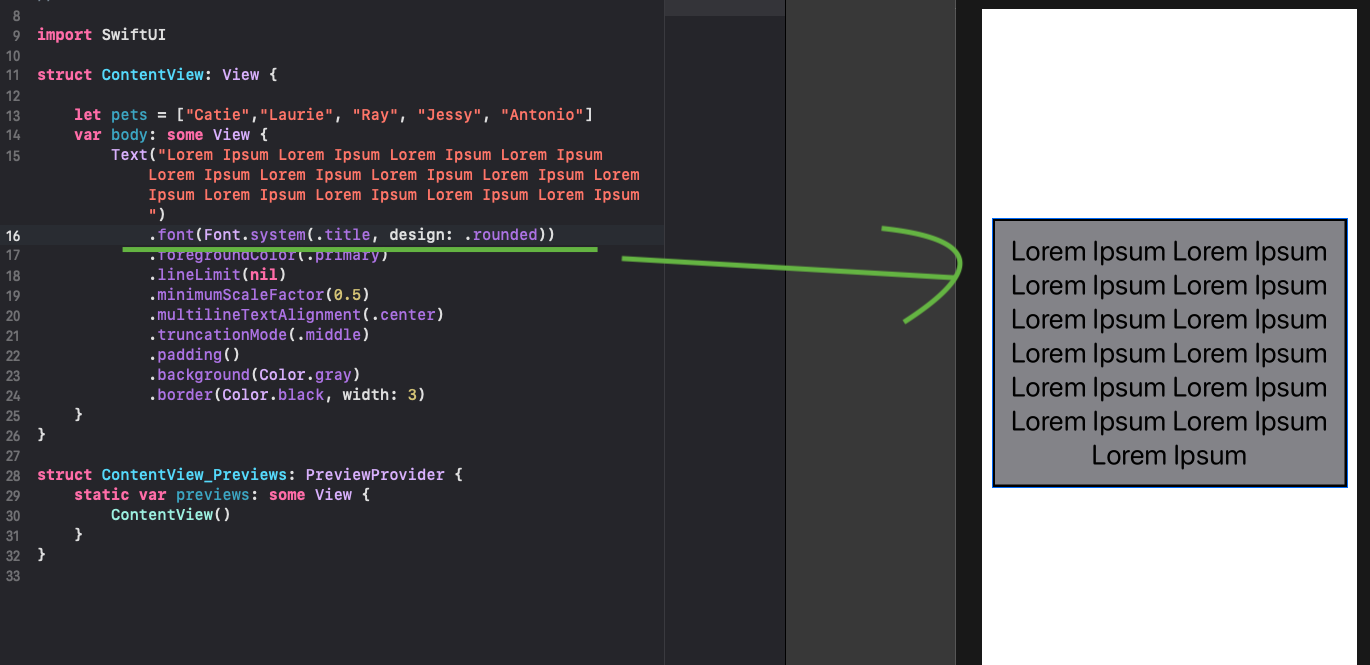 8
9 import SwiftUI
10
11 struct ContentView: View {
12
13 let pets = ["Catie","Laurie", "Ray", "Jessy", "Antonio"]
14 var body: some View {
15 Text("Lorem Ipsum Lorem Ipsum Lorem Ipsum Lorem Ipsum
Lorem Ipsum Lorem Ipsum Lorem Ipsum Lorem Ipsum Lorem
Ipsum Lorem Ipsum Lorem Ipsum Lorem Ipsum Lorem Ipsum
")
16 .font(Font.system(.title, design: .rounded))
17 .foregroundColor(.primary)
18 .lineLimit(nil)
19 .minimumScaleFactor(0.5)
20 .multilineTextAlignment(.center)
21 .truncationMode(.middle)
22 .padding()
23 .background(Color.gray)
24 .border(Color.black, width: 3)
25 }
26 }
27
28 struct ContentView_Previews: PreviewProvider {
29 static var previews: some View {
30 ContentView()
31 }
32 }
33
Lorem Ipsum Lorem Ipsum
Lorem Ipsum Lorem Ipsum
Lorem Ipsum Lorem Ipsum
Lorem Ipsum Lorem Ipsum
Lorem Ipsum Lorem Ipsum
Lorem Ipsum Lorem Ipsum
Lorem Ipsum